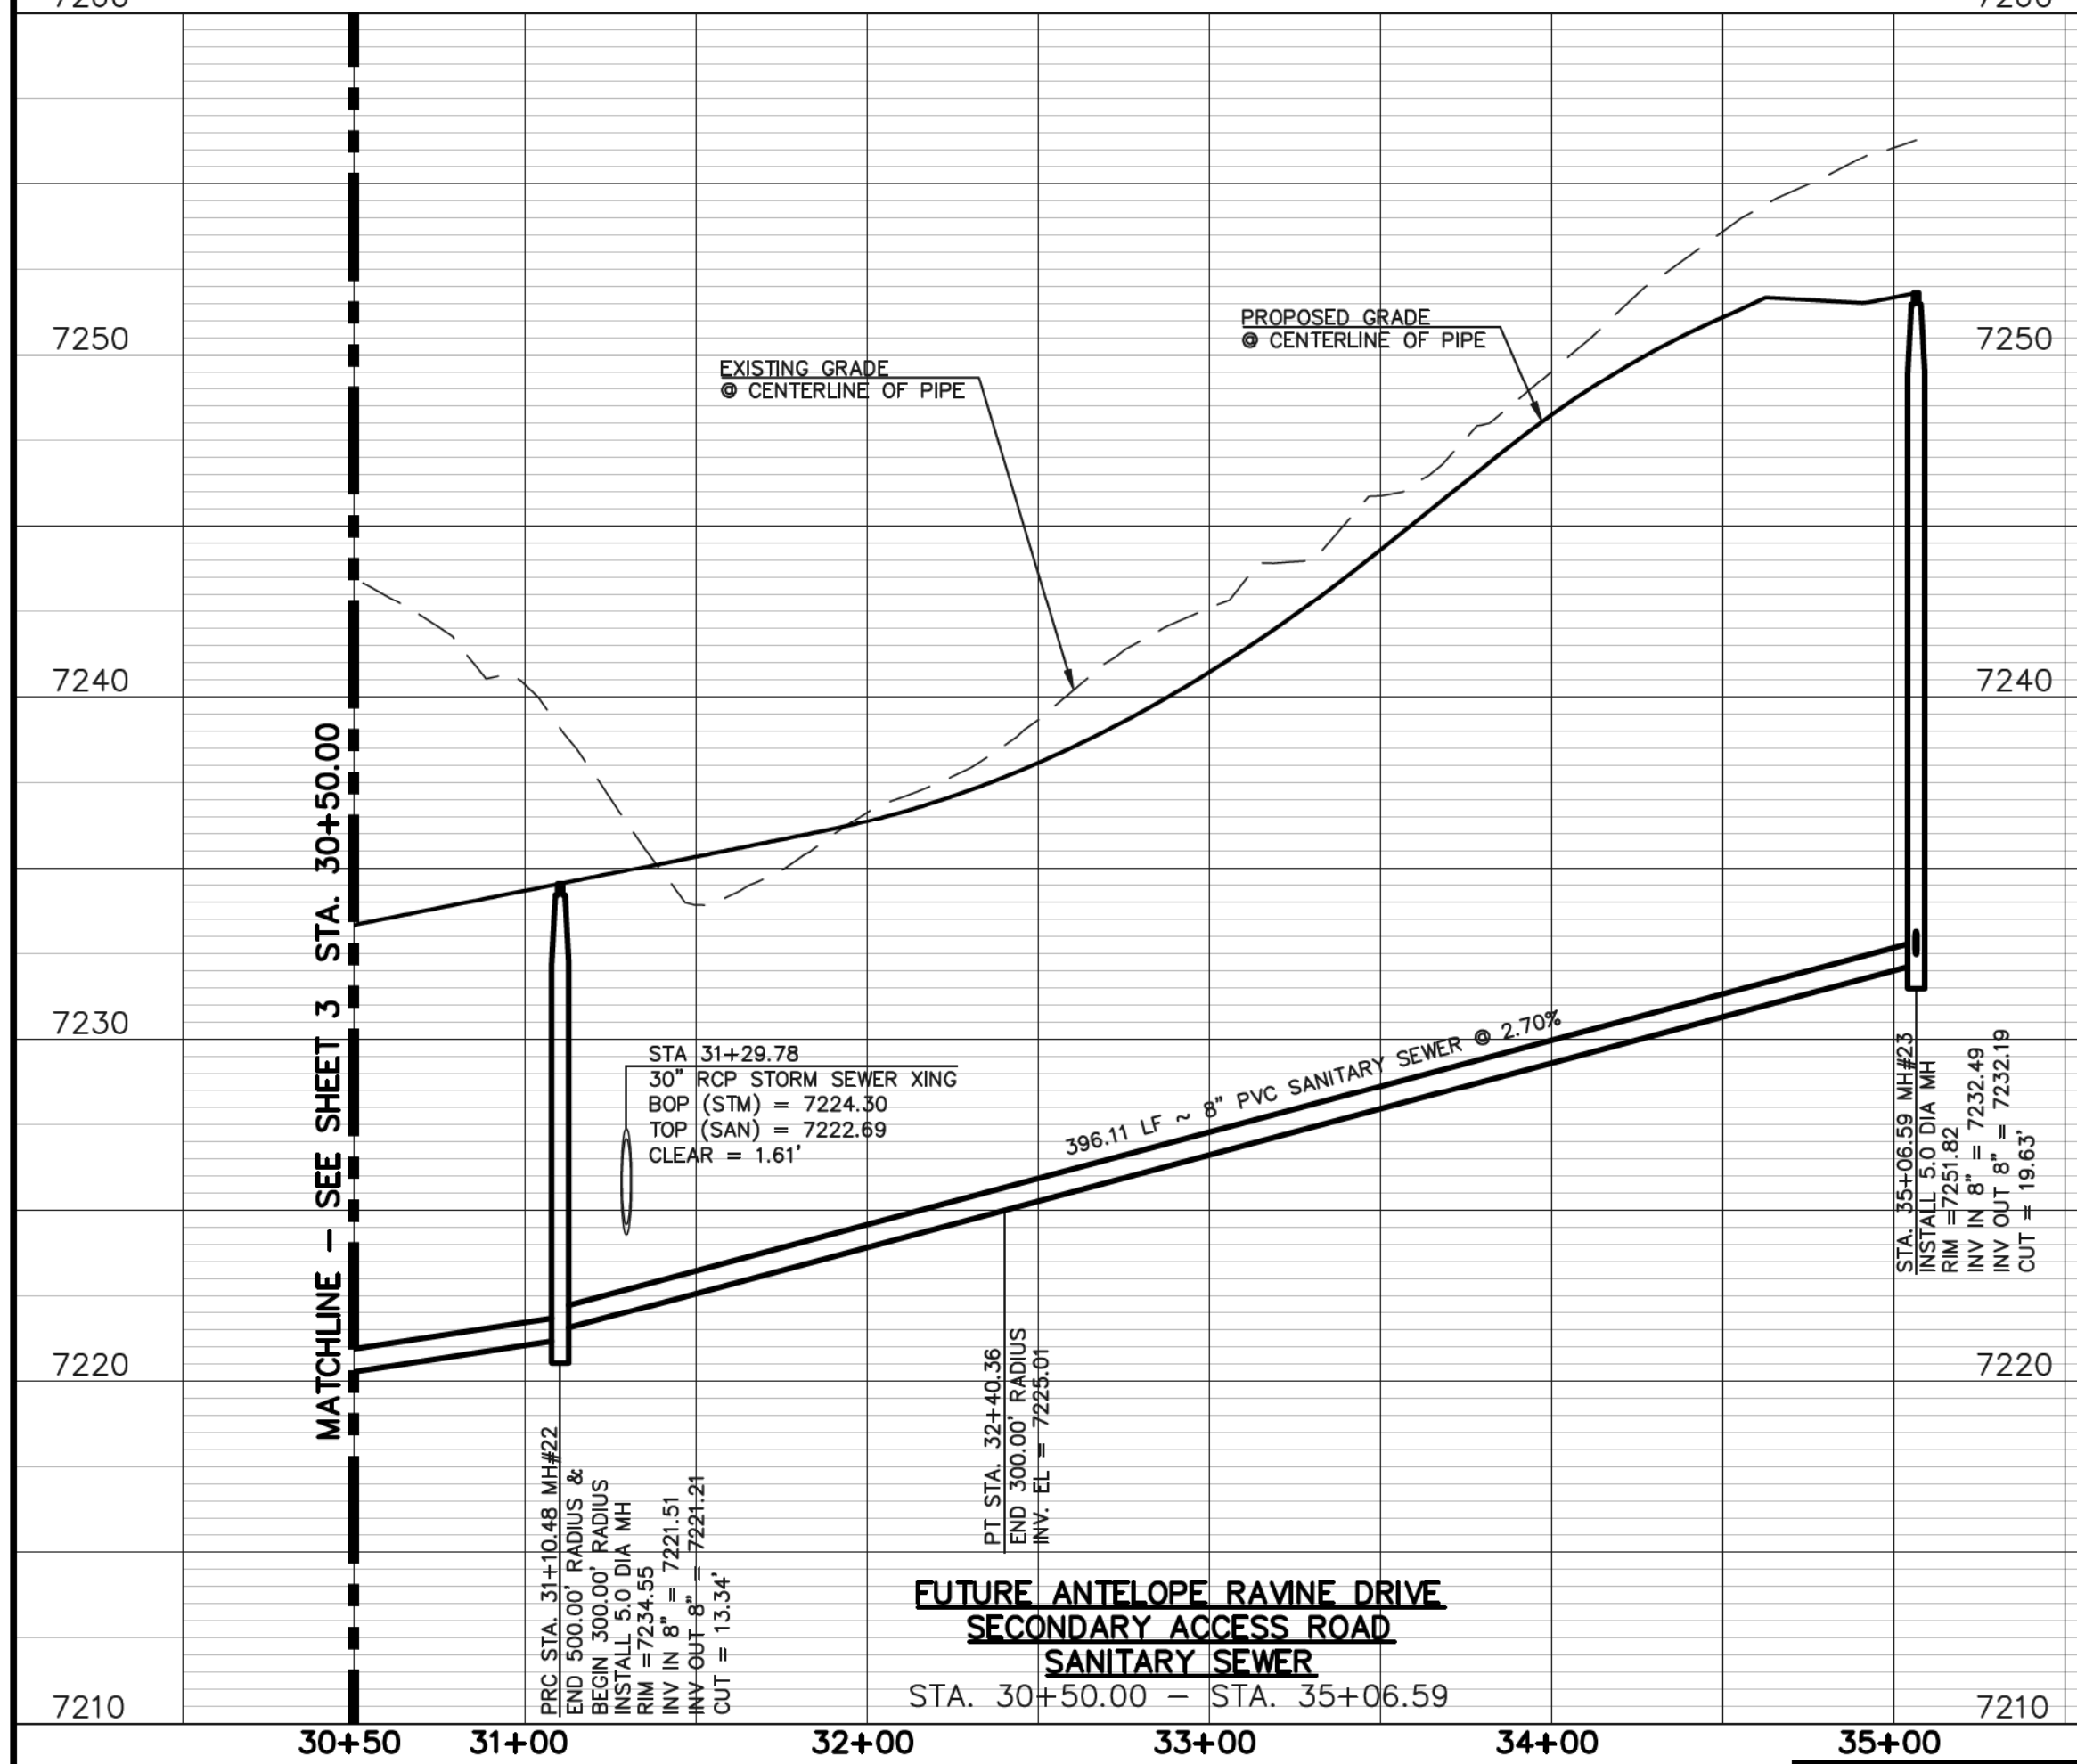 7250
7240
7230
7220
7210
7250
7240
7220
7210
MATCHLINE - SEE SHEET 3 STA. 30+50.00
EXISTING GRADE
@ CENTERLINE OF PIPE
PROPOSED GRADE
@ CENTERLINE OF PIPE
STA 31+29.78
30" RCP STORM SEWER XING
BOP (STM) = 7224.30
TOP (SAN) = 7222.69
CLEAR = 1.61'
396.11 LF ~ 8" PVC SANITARY SEWER @ 2.70%
PRC STA. 31+10.48 MH#22
END 500.00' RADIUS &
BEGIN 300.00' RADIUS
INSTALL 5.0 DIA MH
RIM =7234.55
INV IN 8" = 7221.51
INV OUT 8" = 7221.21
CUT = 13.34'
PT STA. 32+40.36
END 300.00' RADIUS
INV. EL = 7225.01
STA. 35+06.59 MH#23
INSTALL 5.0 DIA MH
RIM =7251.82
INV IN 8" = 7232.49
INV OUT 8" = 7232.19
CUT = 19.63'
FUTURE ANTELOPE RAVINE DRIVE
SECONDARY ACCESS ROAD
SANITARY SEWER
STA. 30+50.00 - STA. 35+06.59
30+50 31+00 32+00 33+00 34+00 35+00